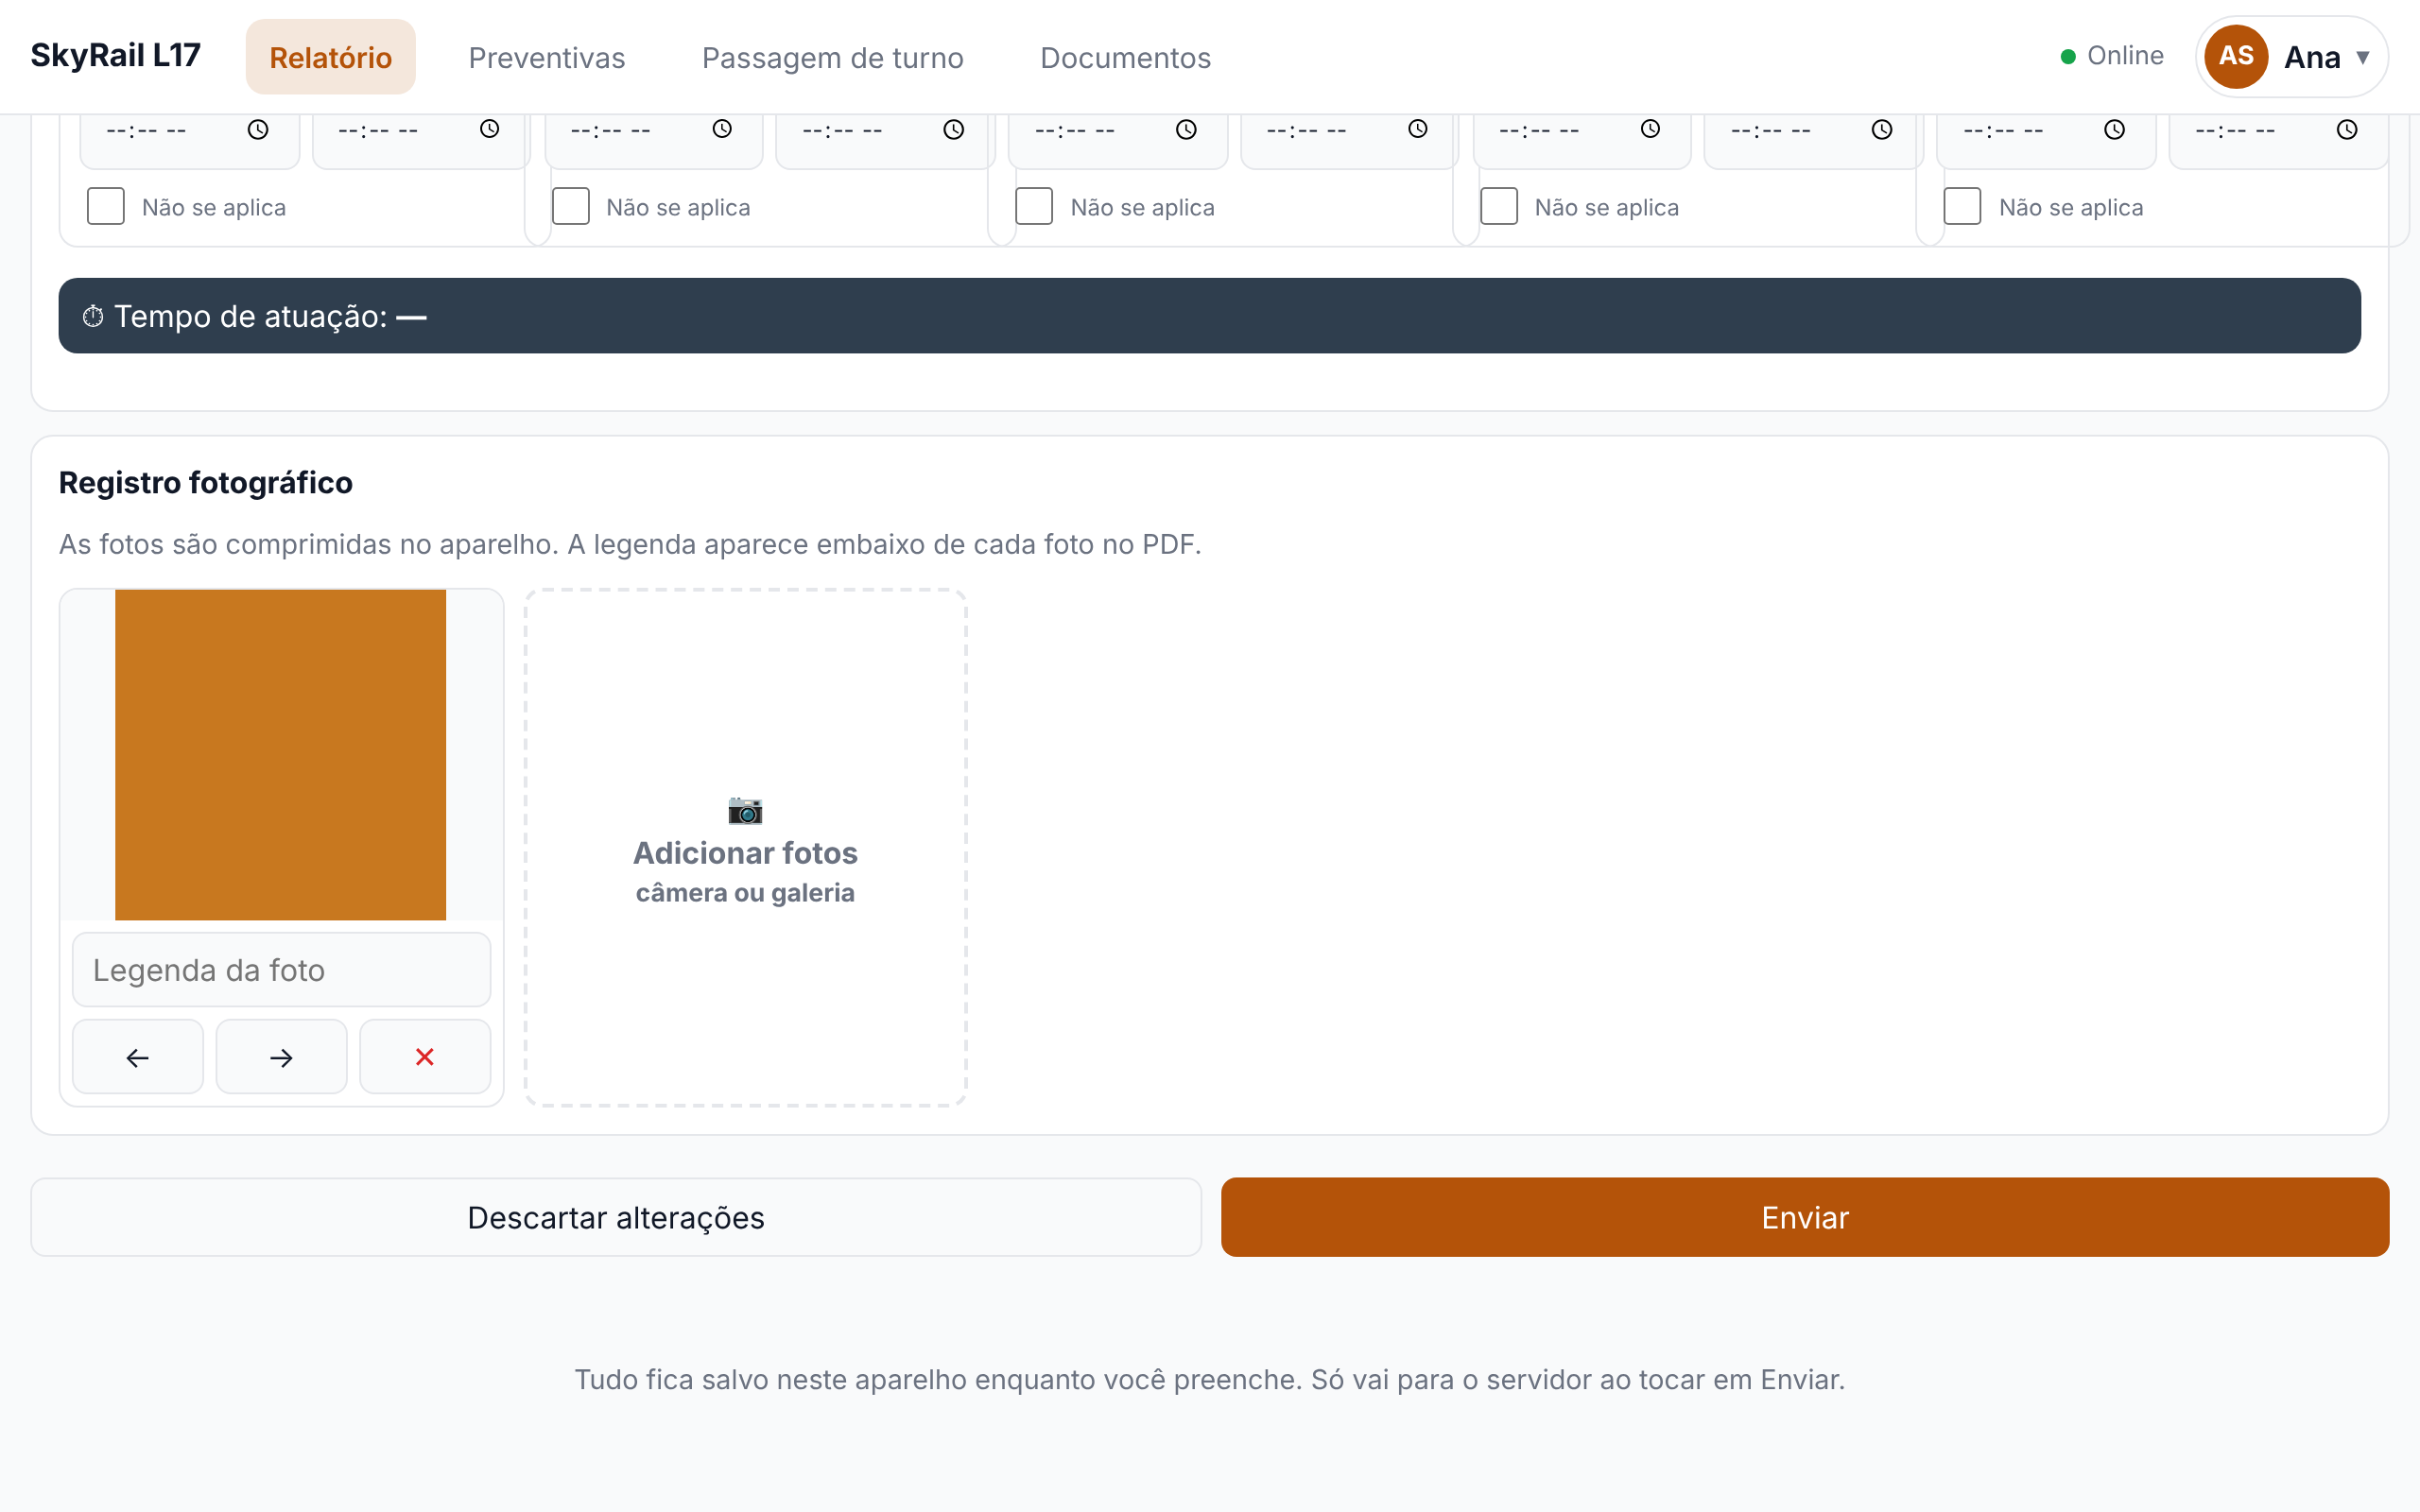 SkyRail L17 Relatório Preventivas Passagem de turno Documentos Online AS Ana ▾
--:-- -- --:-- -- --:-- -- --:-- -- --:-- -- --:-- -- --:-- -- --:-- -- --:-- -- --:-- --
Não se aplica Não se aplica Não se aplica Não se aplica Não se aplica
⏱ Tempo de atuação: —
Registro fotográfico
As fotos são comprimidas no aparelho. A legenda aparece embaixo de cada foto no PDF.
📷
Adicionar fotos
câmera ou galeria
Legenda da foto
← → ✕
Descartar alterações Enviar
Tudo fica salvo neste aparelho enquanto você preenche. Só vai para o servidor ao tocar em Enviar.